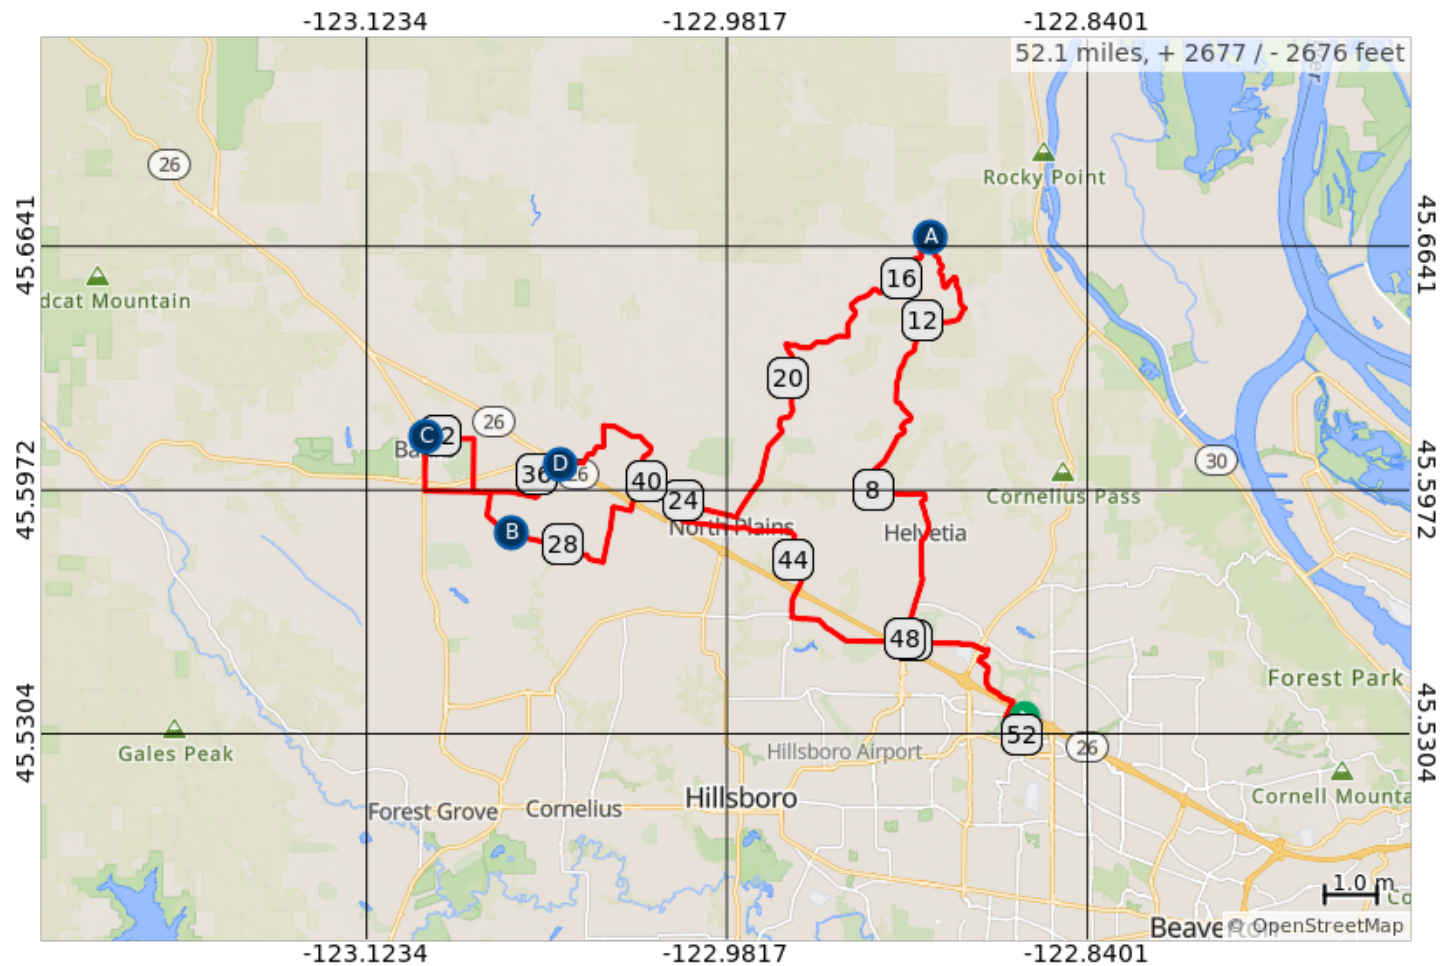 -123.1234
-122.9817
-122.8401
52.1 miles, + 2677 / - 2676 feet
26
Rocky Point
45.6641
45.6641
A
16
dcat Mountain
12
20
26
C
2
D
36
26
40
24
8
30
45.5972
45.5972
Cornelius Pass
North Plains
Helvetia
B
28
44
48
Forest Park
45.5304
45.5304
Gales Peak
52
26
Hillsboro Airport
Cornell Mounta
Hillsboro
Forest Grove
Cornelius
1.0 m
Co
© OpenStreetMap
-123.1234
-122.9817
-122.8401